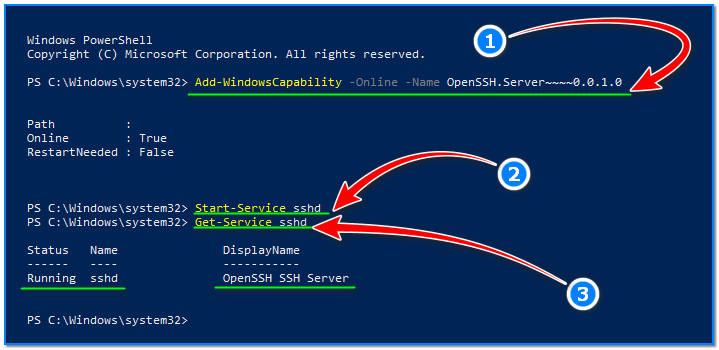 Windows PowerShell
Copyright (C) Microsoft Corporation. All rights reserved.
1
PS C:\Windows\system32> Add-WindowsCapability -Online -Name OpenSSH.Server~~~~0.0.1.0
Path :
Online : True
RestartNeeded : False
2
PS C:\Windows\system32> Start-Service sshd
PS C:\Windows\system32> Get-Service sshd
Status Name DisplayName
------ ---- -----------
Running sshd OpenSSH SSH Server
3
PS C:\Windows\system32>